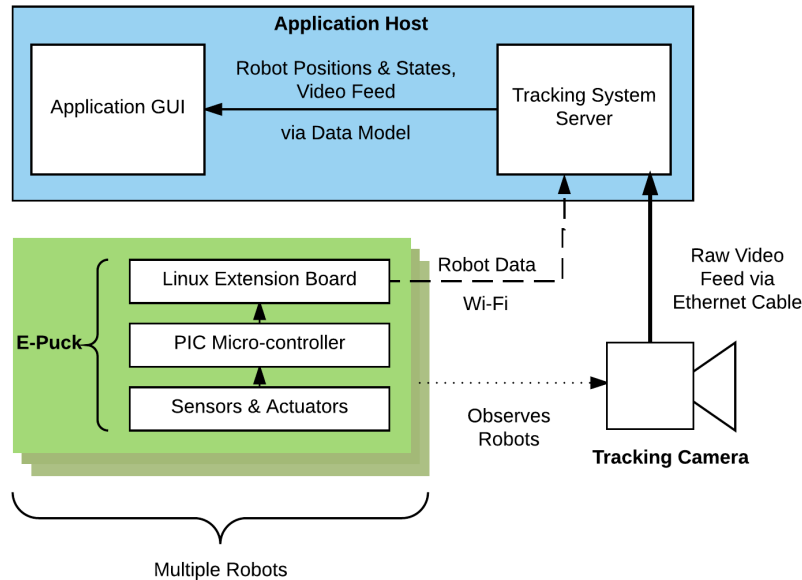 Application Host
Application GUI
Robot Positions & States,
Video Feed
via Data Model
Tracking System
Server
E-Puck
Linux Extension Board
PIC Micro-controller
Sensors & Actuators
Robot Data
Wi-Fi
Raw Video
Feed via
Ethernet Cable
Observes
Robots
Tracking Camera
Multiple Robots